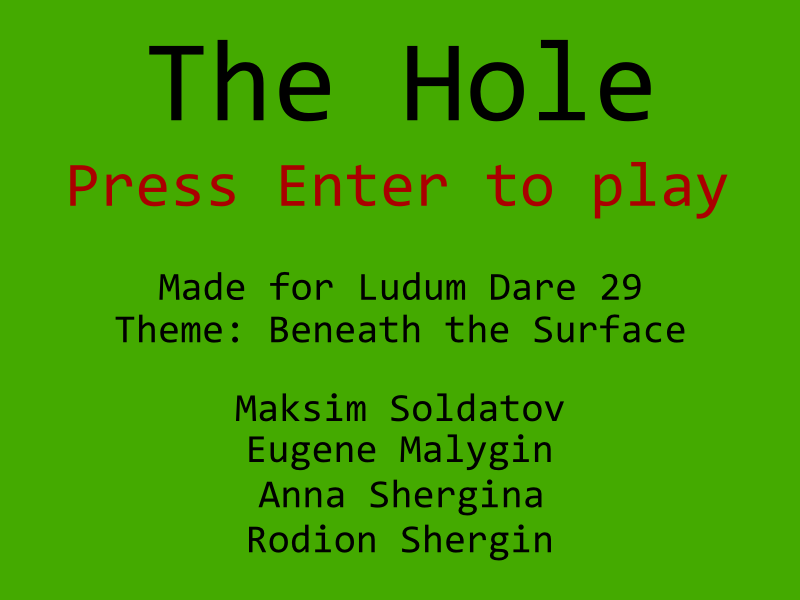 The Hole
Press Enter to play
Made for Ludum Dare 29
Theme: Beneath the Surface
Maksim Soldatov
Eugene Malygin
Anna Shergina
Rodion Shergin